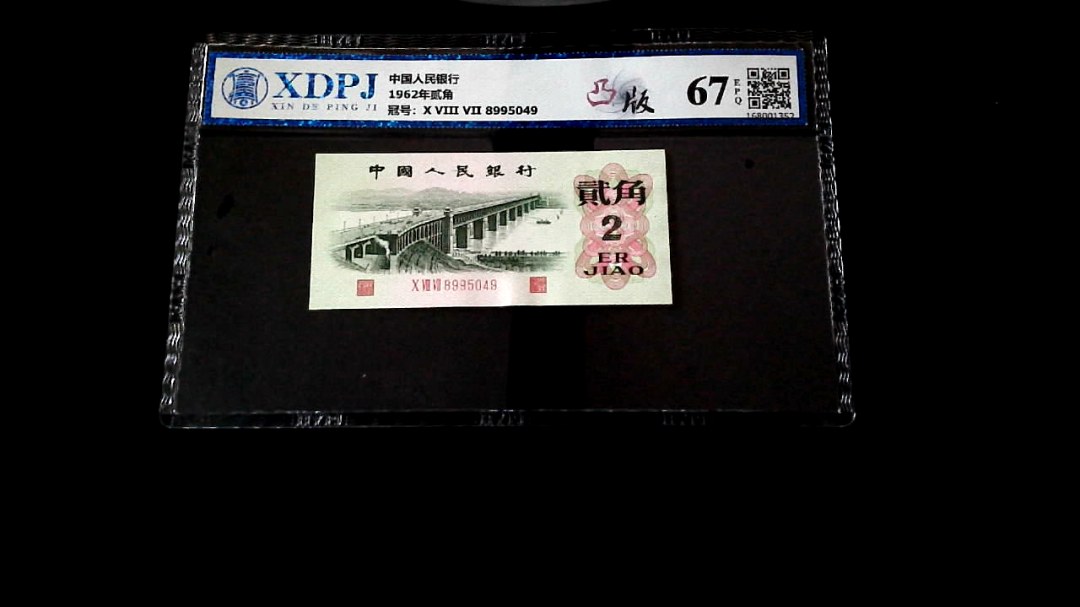 XDPJ
XIN DE PING JI
中国人民银行
1962年贰角
冠号：X VIII VII 8995049
凸版
67
EPQ
168001352
中國人民銀行
貳角
2
ER
JIAO
X VIII VII 8995049